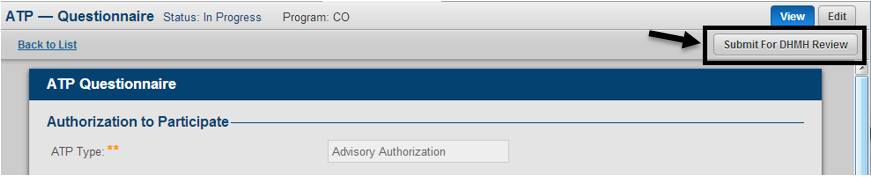 ATP — Questionnaire Status: In Progress Program: CO View Edit
Back to List Submit For DHMH Review
ATP Questionnaire
Authorization to Participate
ATP Type: ** Advisory Authorization